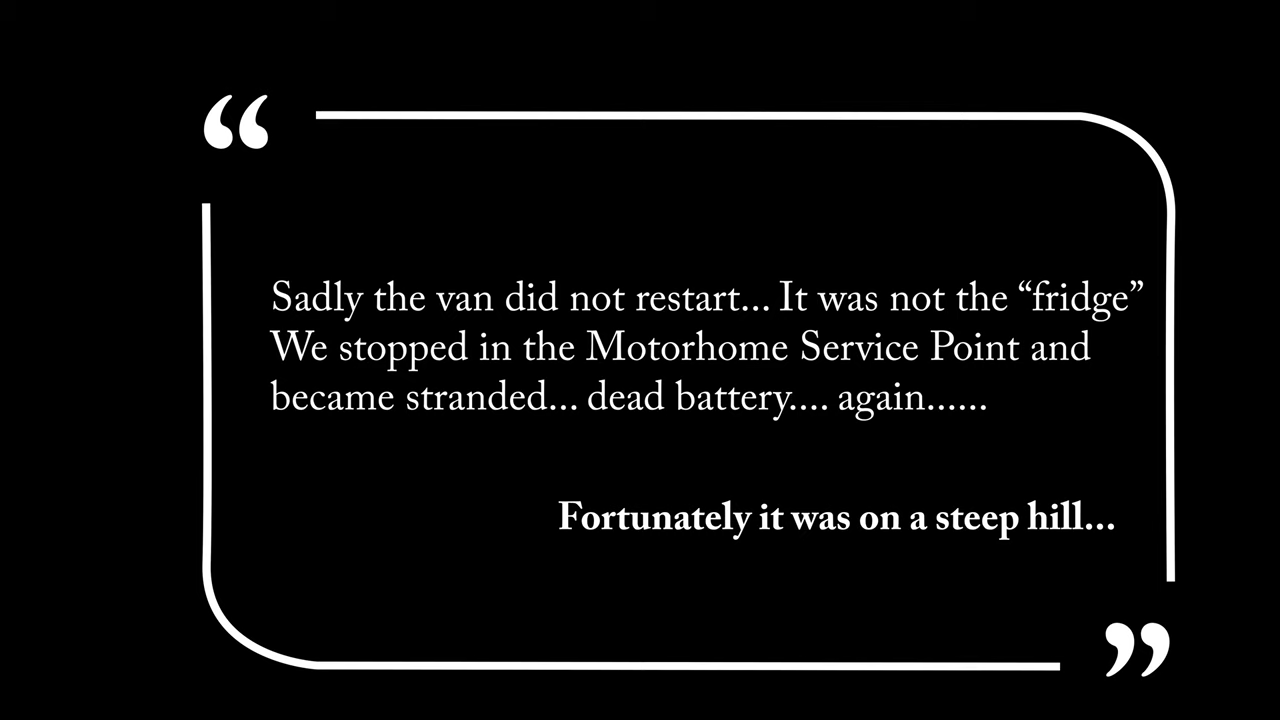 Sadly the van did not restart... It was not the “fridge”
We stopped in the Motorhome Service Point and
became stranded... dead battery.... again......
Fortunately it was on a steep hill...